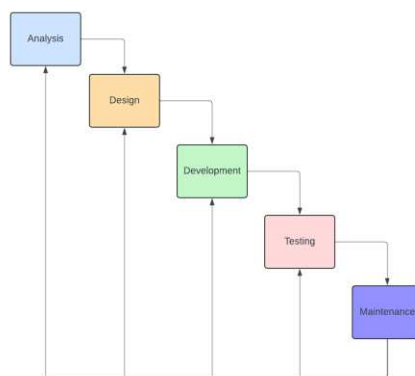 Analysis
Design
Development
Testing
Maintenance